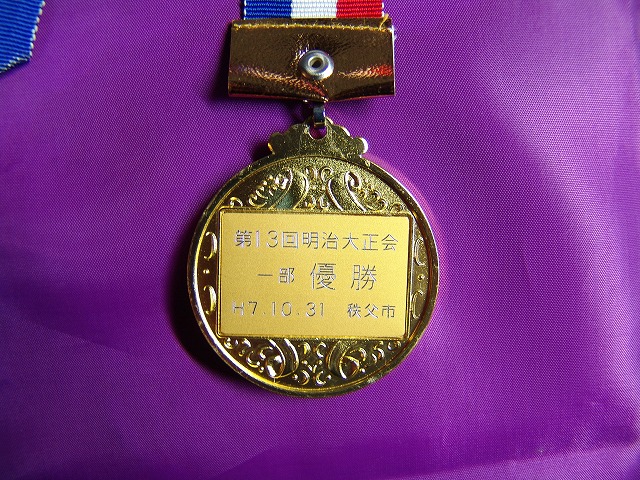 第13回明治大正会
一部 優勝
H7.10.31 秩父市